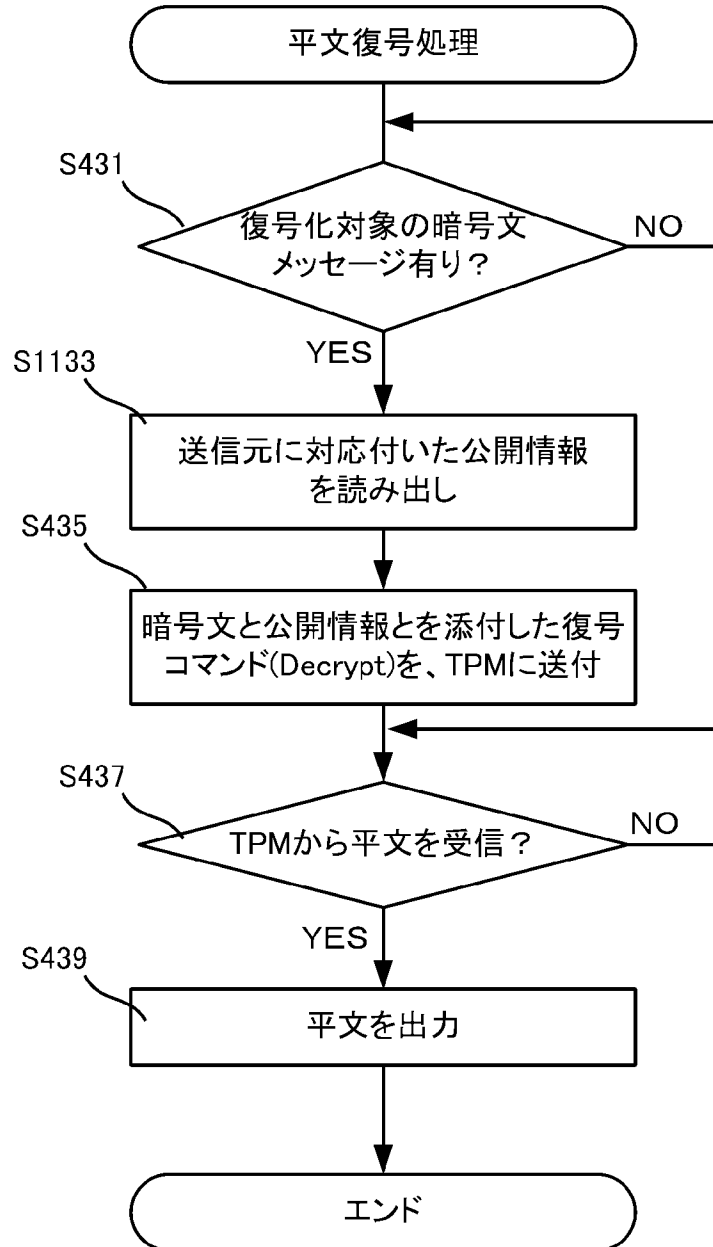 平文復号処理
S431
復号化対象の暗号文
メッセージ有り？
NO
YES
S1133
送信元に対応付いた公開情報
を読み出し
S435
暗号文と公開情報とを添付した復号
コマンド(Decrypt)を、TPMに送付
S437
TPMから平文を受信？
NO
YES
S439
平文を出力
エンド